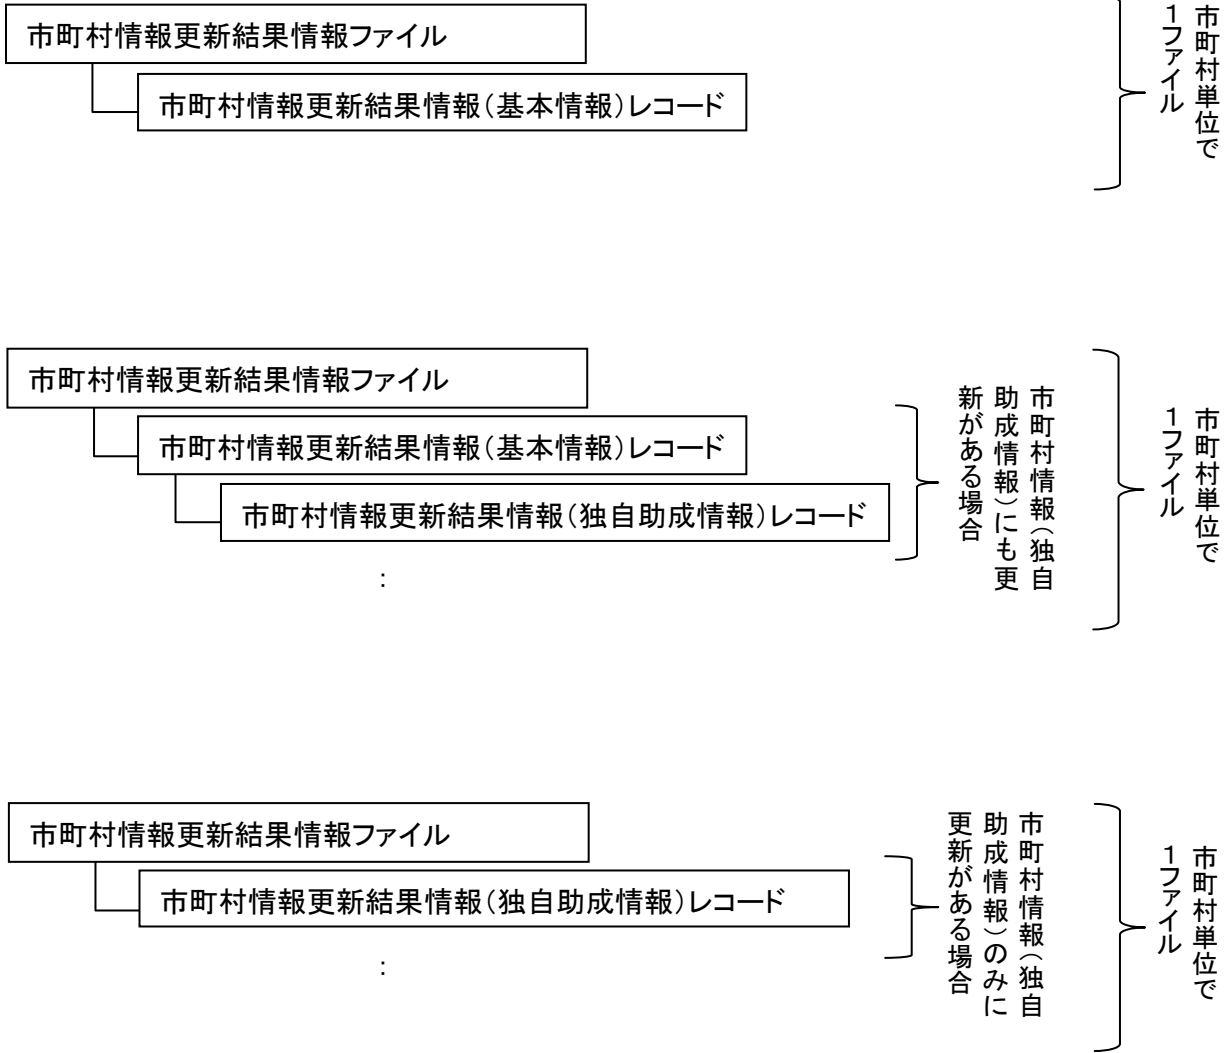 市町村情報更新結果情報ファイル
市町村情報更新結果情報（基本情報）レコード
市町村単位で
１ファイル
市町村情報更新結果情報ファイル
市町村情報更新結果情報（基本情報）レコード
市町村情報更新結果情報（独自助成情報）レコード
：
市町村情報（独自
助成情報）にも更
新がある場合
市町村単位で
１ファイル
市町村情報更新結果情報ファイル
市町村情報更新結果情報（独自助成情報）レコード
：
市町村情報（独自
助成情報）のみに
更新がある場合
市町村単位で
１ファイル